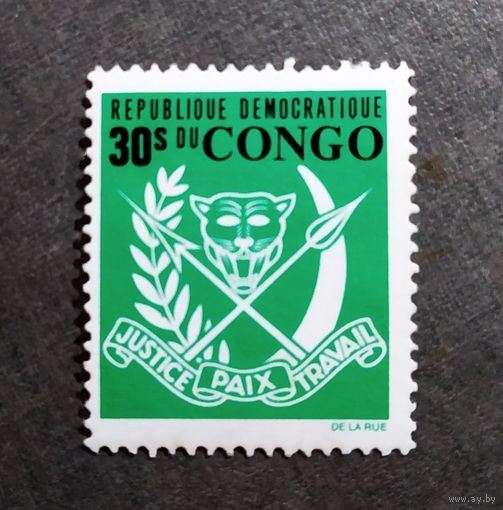 REPUBLIQUE DEMOCRATIQUE
30s DU CONGO
JUSTICE PAIX TRAVAIL
DE LA RUE
www.ay.by